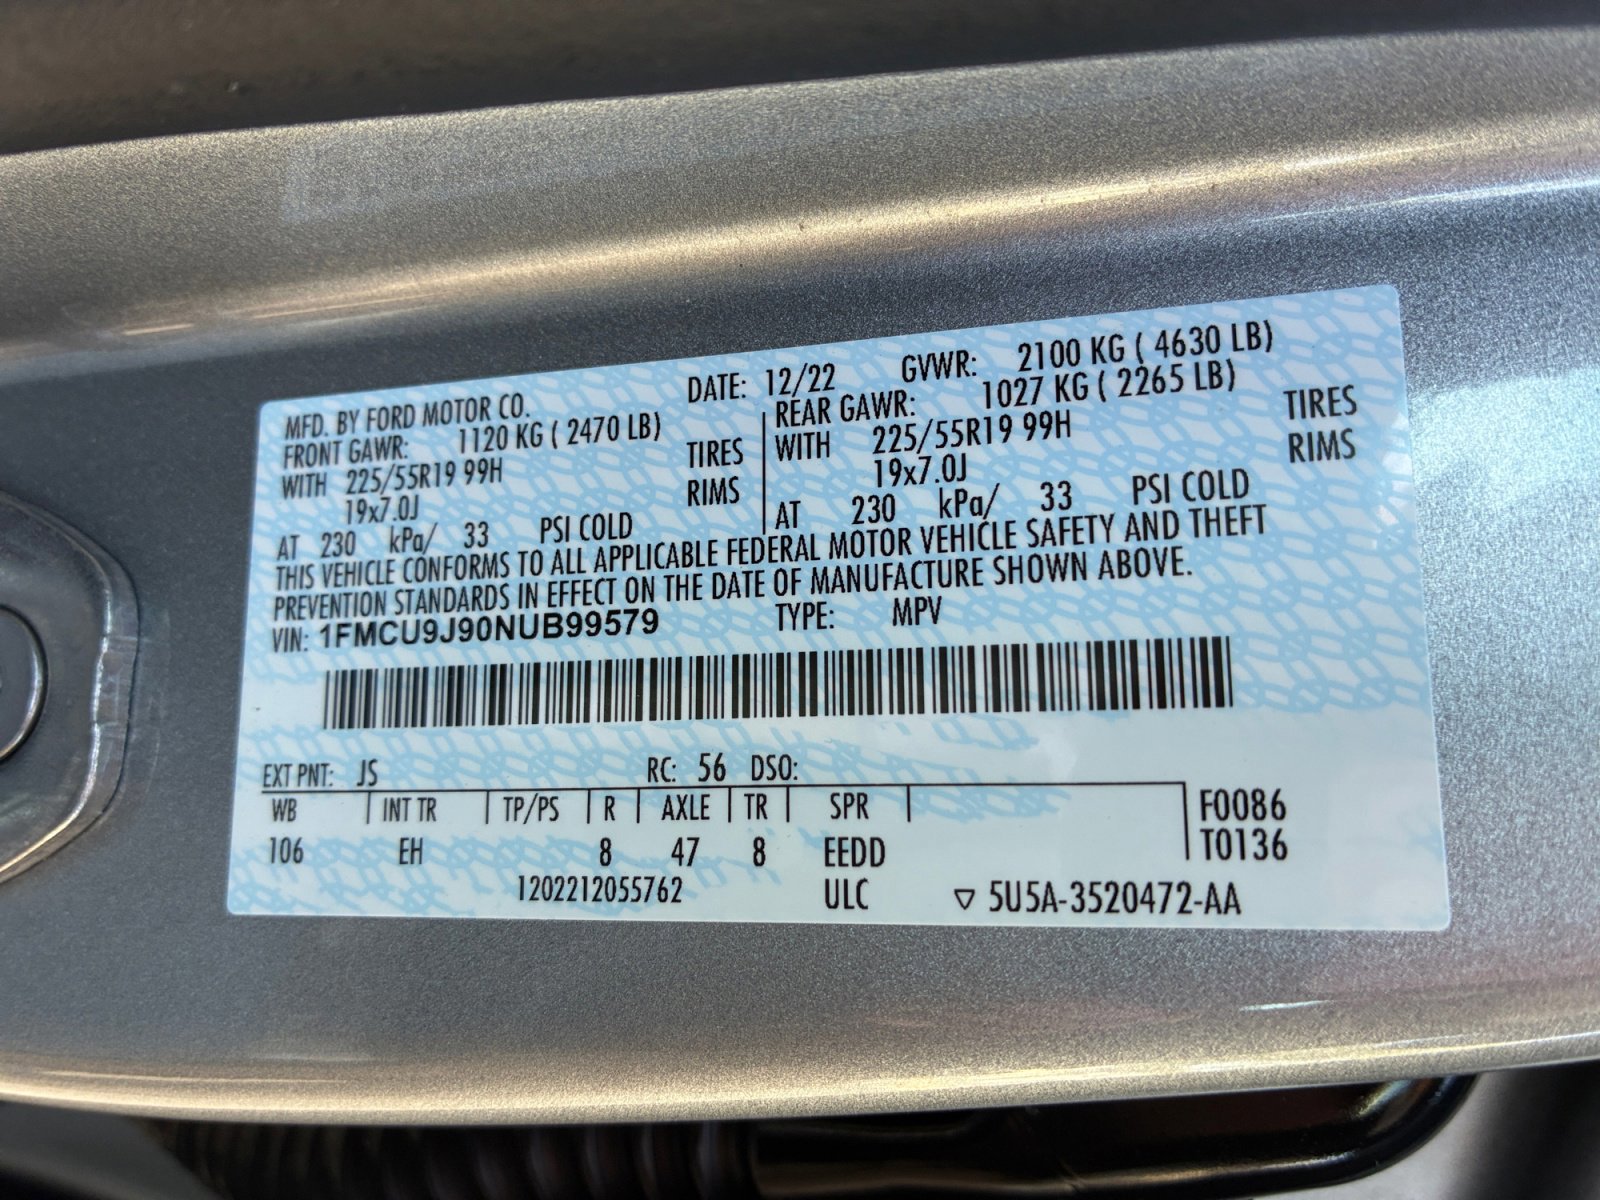 MFD. BY FORD MOTOR CO. DATE: 12/22 GVWR: 2100 KG ( 4630 LB)
FRONT GAWR: 1120 KG ( 2470 LB) REAR GAWR: 1027 KG ( 2265 LB)
WITH 225/55R19 99H TIRES WITH 225/55R19 99H TIRES
19x7.0J RIMS 19x7.0J RIMS
AT 230 kPa/ 33 PSI COLD AT 230 kPa/ 33 PSI COLD
THIS VEHICLE CONFORMS TO ALL APPLICABLE FEDERAL MOTOR VEHICLE SAFETY AND THEFT
PREVENTION STANDARDS IN EFFECT ON THE DATE OF MANUFACTURE SHOWN ABOVE.
VIN: 1FMCU9J90NUB99579 TYPE: MPV
EXT PNT: JS RC: 56 DSO:
WB INT TR TP/PS R AXLE TR SPR F0086
106 EH 8 47 8 EEDD T0136
1202212055762 ULC ▽ 5U5A-3520472-AA